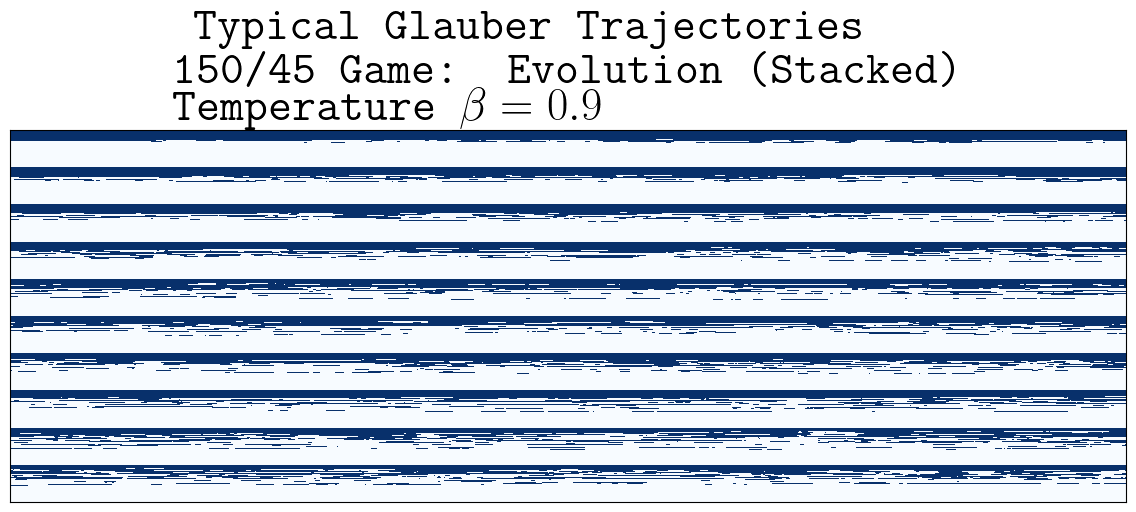 Typical Glauber Trajectories
150/45 Game: Evolution (Stacked)
Temperature β = 0.9